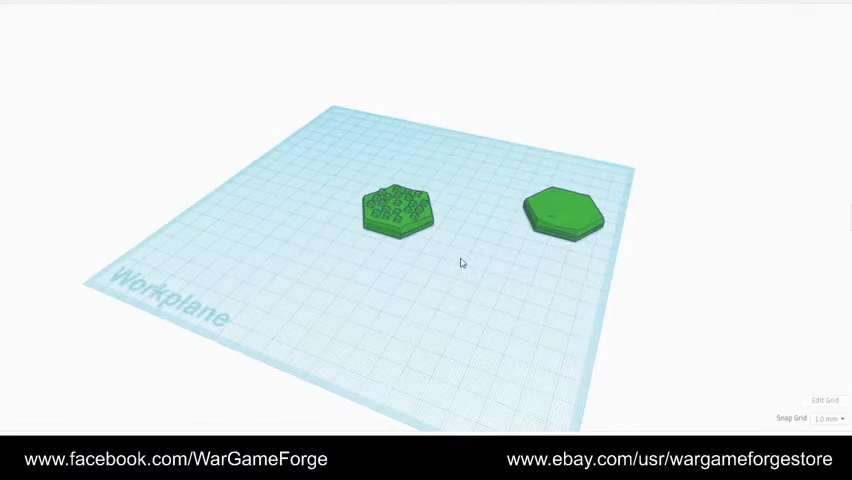 Workplane
Edit Grid
Snap Grid 1.0 mm
www.facebook.com/WarGameForge
www.ebay.com/usr/wargameforgestore